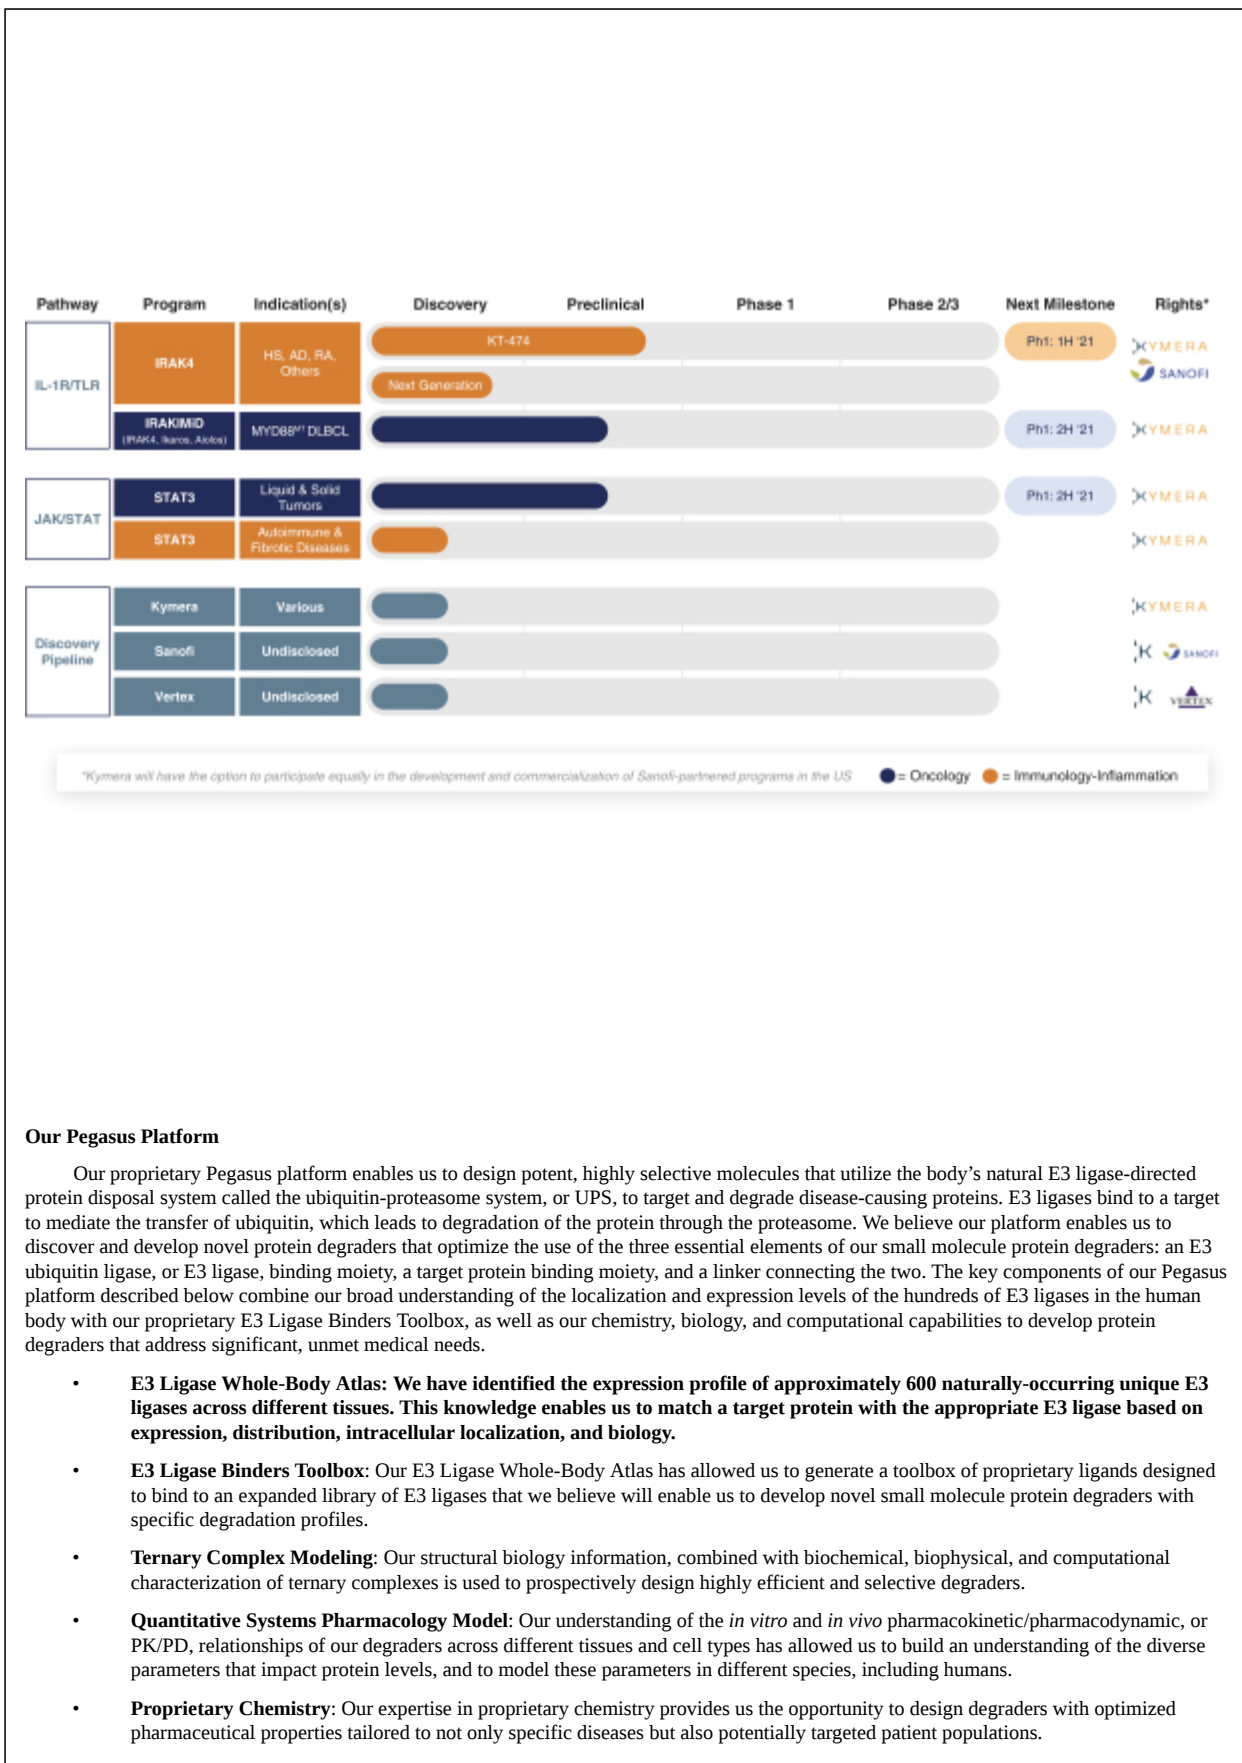 Pathway Program Indication(s) Discovery Preclinical Phase 1 Phase 2/3 Next Milestone Rights*
IL-1R/TLR
IRAK4
HS, AD, RA,
Others
KT-474
Ph1: 1H '21
KYMERA
SANOFI
Next Generation
IRAKIMiD
(IRAK4, Ikaros, Aiolos)
MYD88MT DLBCL
Ph1: 2H '21
KYMERA
JAK/STAT
STAT3
Liquid & Solid
Tumors
Ph1: 2H '21
KYMERA
STAT3
Autoimmune &
Fibrotic Diseases
KYMERA
Discovery
Pipeline
Kymera
Various
KYMERA
Sanofi
Undisclosed
K SANOFI
Vertex
Undisclosed
K VERTEX
*Kymera will have the option to participate equally in the development and commercialization of Sanofi-partnered programs in the US = Oncology = Immunology-Inflammation
Our Pegasus Platform
Our proprietary Pegasus platform enables us to design potent, highly selective molecules that utilize the body’s natural E3 ligase-directed
protein disposal system called the ubiquitin-proteasome system, or UPS, to target and degrade disease-causing proteins. E3 ligases bind to a target
to mediate the transfer of ubiquitin, which leads to degradation of the protein through the proteasome. We believe our platform enables us to
discover and develop novel protein degraders that optimize the use of the three essential elements of our small molecule protein degraders: an E3
ubiquitin ligase, or E3 ligase, binding moiety, a target protein binding moiety, and a linker connecting the two. The key components of our Pegasus
platform described below combine our broad understanding of the localization and expression levels of the hundreds of E3 ligases in the human
body with our proprietary E3 Ligase Binders Toolbox, as well as our chemistry, biology, and computational capabilities to develop protein
degraders that address significant, unmet medical needs.
• E3 Ligase Whole-Body Atlas: We have identified the expression profile of approximately 600 naturally-occurring unique E3
ligases across different tissues. This knowledge enables us to match a target protein with the appropriate E3 ligase based on
expression, distribution, intracellular localization, and biology.
• E3 Ligase Binders Toolbox: Our E3 Ligase Whole-Body Atlas has allowed us to generate a toolbox of proprietary ligands designed
to bind to an expanded library of E3 ligases that we believe will enable us to develop novel small molecule protein degraders with
specific degradation profiles.
• Ternary Complex Modeling: Our structural biology information, combined with biochemical, biophysical, and computational
characterization of ternary complexes is used to prospectively design highly efficient and selective degraders.
• Quantitative Systems Pharmacology Model: Our understanding of the in vitro and in vivo pharmacokinetic/pharmacodynamic, or
PK/PD, relationships of our degraders across different tissues and cell types has allowed us to build an understanding of the diverse
parameters that impact protein levels, and to model these parameters in different species, including humans.
• Proprietary Chemistry: Our expertise in proprietary chemistry provides us the opportunity to design degraders with optimized
pharmaceutical properties tailored to not only specific diseases but also potentially targeted patient populations.